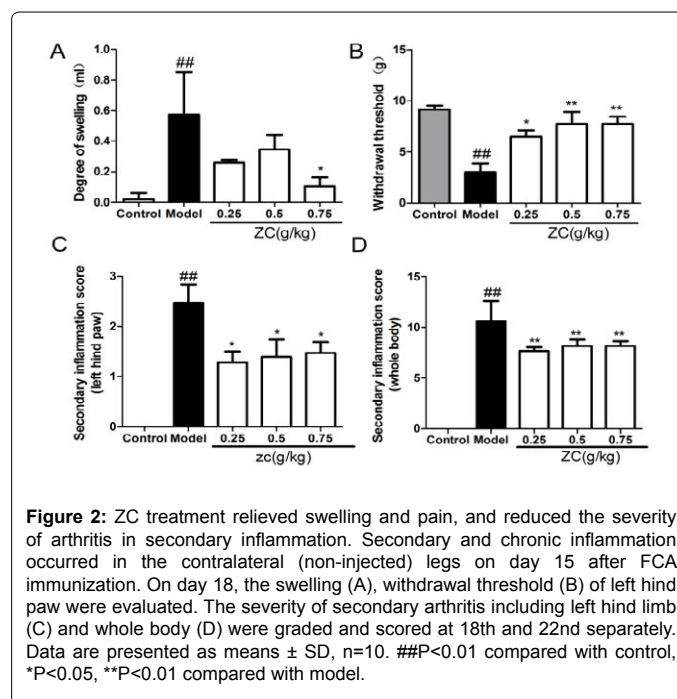 A
B
##
Degree of swelling (ml)
1.0
0.8
0.6
0.4
0.2
0.0
*
Control Model 0.25 0.5 0.75
ZC(g/kg)
Withdrawal threshold (g)
15
10
5
0
##
* ** **
Control Model 0.25 0.5 0.75
ZC(g/kg)
C
D
Secondary inflammation score
(left hind paw)
3
2
1
0
##
* * *
Control Model 0.25 0.5 0.75
zc(g/kg)
Secondary inflammation score
(whole body)
15
10
5
0
##
** ** **
Control Model 0.25 0.5 0.75
ZC(g/kg)
Figure 2: ZC treatment relieved swelling and pain, and reduced the severity
of arthritis in secondary inflammation. Secondary and chronic inflammation
occurred in the contralateral (non-injected) legs on day 15 after FCA
immunization. On day 18, the swelling (A), withdrawal threshold (B) of left hind
paw were evaluated. The severity of secondary arthritis including left hind limb
(C) and whole body (D) were graded and scored at 18th and 22nd separately.
Data are presented as means ± SD, n=10. ##P<0.01 compared with control,
*P<0.05, **P<0.01 compared with model.